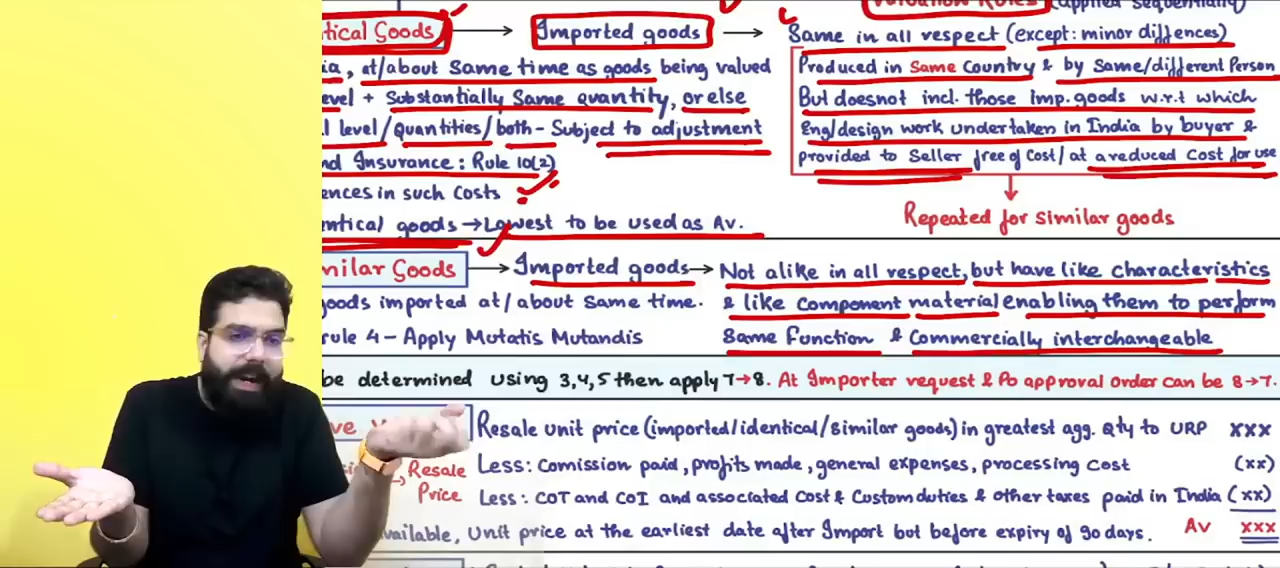 Valuation Rules (applied sequentially)
tical Goods → Imported goods → Same in all respect (except: minor diffences)
ia, at/about Same time as goods being valued
Produced in Same Country & by Same/different Person
evel + Substantially Same quantity, or else
But doesnot incl. those imp. goods w.r.t which
l level/Quantities/both - Subject to adjustment
Eng/design work undertaken in India by buyer &
nd Insurance: Rule 10(2)
provided to Seller free of Cost/at a reduced Cost for use
ences in such Costs
Repeated for similar goods
entical goods → Lowest to be used as AV.
milar Goods → Imported goods → Not alike in all respect, but have like characteristics
goods imported at/about Same time.
& like Component material enabling them to perform
rule 4 - Apply Mutatis Mutandis
Same Function & Commercially interchangeable
be determined using 3,4,5 then apply 7→8. At Importer request & Po approval order can be 8→7.
Resale unit price (imported/identical/similar goods) in greatest agg. Qty to URP XXX
→ Resale Price
Less: Comission paid, profits made, general expenses, processing Cost (xx)
Less: COT and COI and associated Cost & Custom duties & other taxes paid in India (xx)
vailable, Unit price at the earliest date after Import but before expiry of 90 days. AV xxx